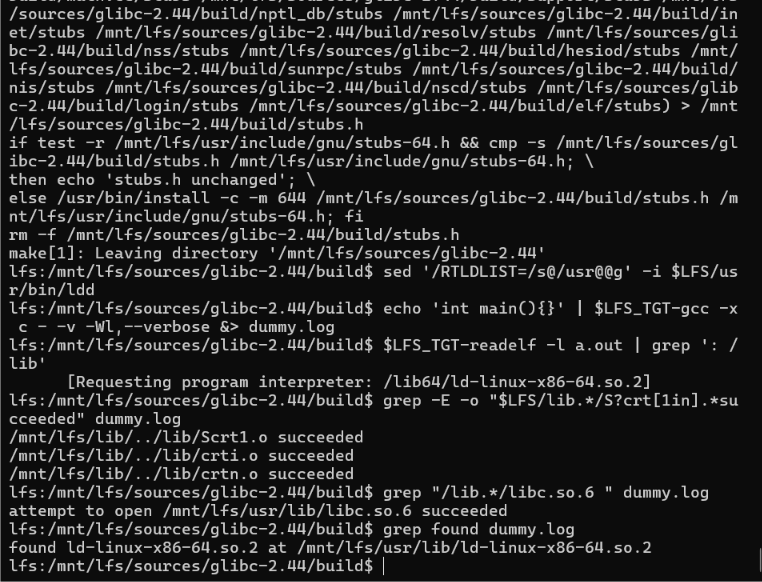 /sources/glibc-2.44/build/nptl_db/stubs /mnt/lfs/sources/glibc-2.44/build/in
et/stubs /mnt/lfs/sources/glibc-2.44/build/resolv/stubs /mnt/lfs/sources/gli
bc-2.44/build/nss/stubs /mnt/lfs/sources/glibc-2.44/build/hesiod/stubs /mnt/
lfs/sources/glibc-2.44/build/sunrpc/stubs /mnt/lfs/sources/glibc-2.44/build/
nis/stubs /mnt/lfs/sources/glibc-2.44/build/nscd/stubs /mnt/lfs/sources/glib
c-2.44/build/login/stubs /mnt/lfs/sources/glibc-2.44/build/elf/stubs) > /mnt
/lfs/sources/glibc-2.44/build/stubs.h
if test -r /mnt/lfs/usr/include/gnu/stubs-64.h && cmp -s /mnt/lfs/sources/gl
ibc-2.44/build/stubs.h /mnt/lfs/usr/include/gnu/stubs-64.h; \
then echo 'stubs.h unchanged'; \
else /usr/bin/install -c -m 644 /mnt/lfs/sources/glibc-2.44/build/stubs.h /m
nt/lfs/usr/include/gnu/stubs-64.h; fi
rm -f /mnt/lfs/sources/glibc-2.44/build/stubs.h
make[1]: Leaving directory '/mnt/lfs/sources/glibc-2.44'
lfs:/mnt/lfs/sources/glibc-2.44/build$ sed '/RTLDLIST=/s@/usr@@g' -i $LFS/us
r/bin/ldd
lfs:/mnt/lfs/sources/glibc-2.44/build$ echo 'int main(){}' | $LFS_TGT-gcc -x
 c - -v -Wl,--verbose &> dummy.log
lfs:/mnt/lfs/sources/glibc-2.44/build$ $LFS_TGT-readelf -l a.out | grep ': /
lib'
      [Requesting program interpreter: /lib64/ld-linux-x86-64.so.2]
lfs:/mnt/lfs/sources/glibc-2.44/build$ grep -E -o "$LFS/lib.*/S?crt[1in].*su
cceeded" dummy.log
/mnt/lfs/lib/../lib/Scrt1.o succeeded
/mnt/lfs/lib/../lib/crti.o succeeded
/mnt/lfs/lib/../lib/crtn.o succeeded
lfs:/mnt/lfs/sources/glibc-2.44/build$ grep "/lib.*/libc.so.6 " dummy.log
attempt to open /mnt/lfs/usr/lib/libc.so.6 succeeded
lfs:/mnt/lfs/sources/glibc-2.44/build$ grep found dummy.log
found ld-linux-x86-64.so.2 at /mnt/lfs/usr/lib/ld-linux-x86-64.so.2
lfs:/mnt/lfs/sources/glibc-2.44/build$